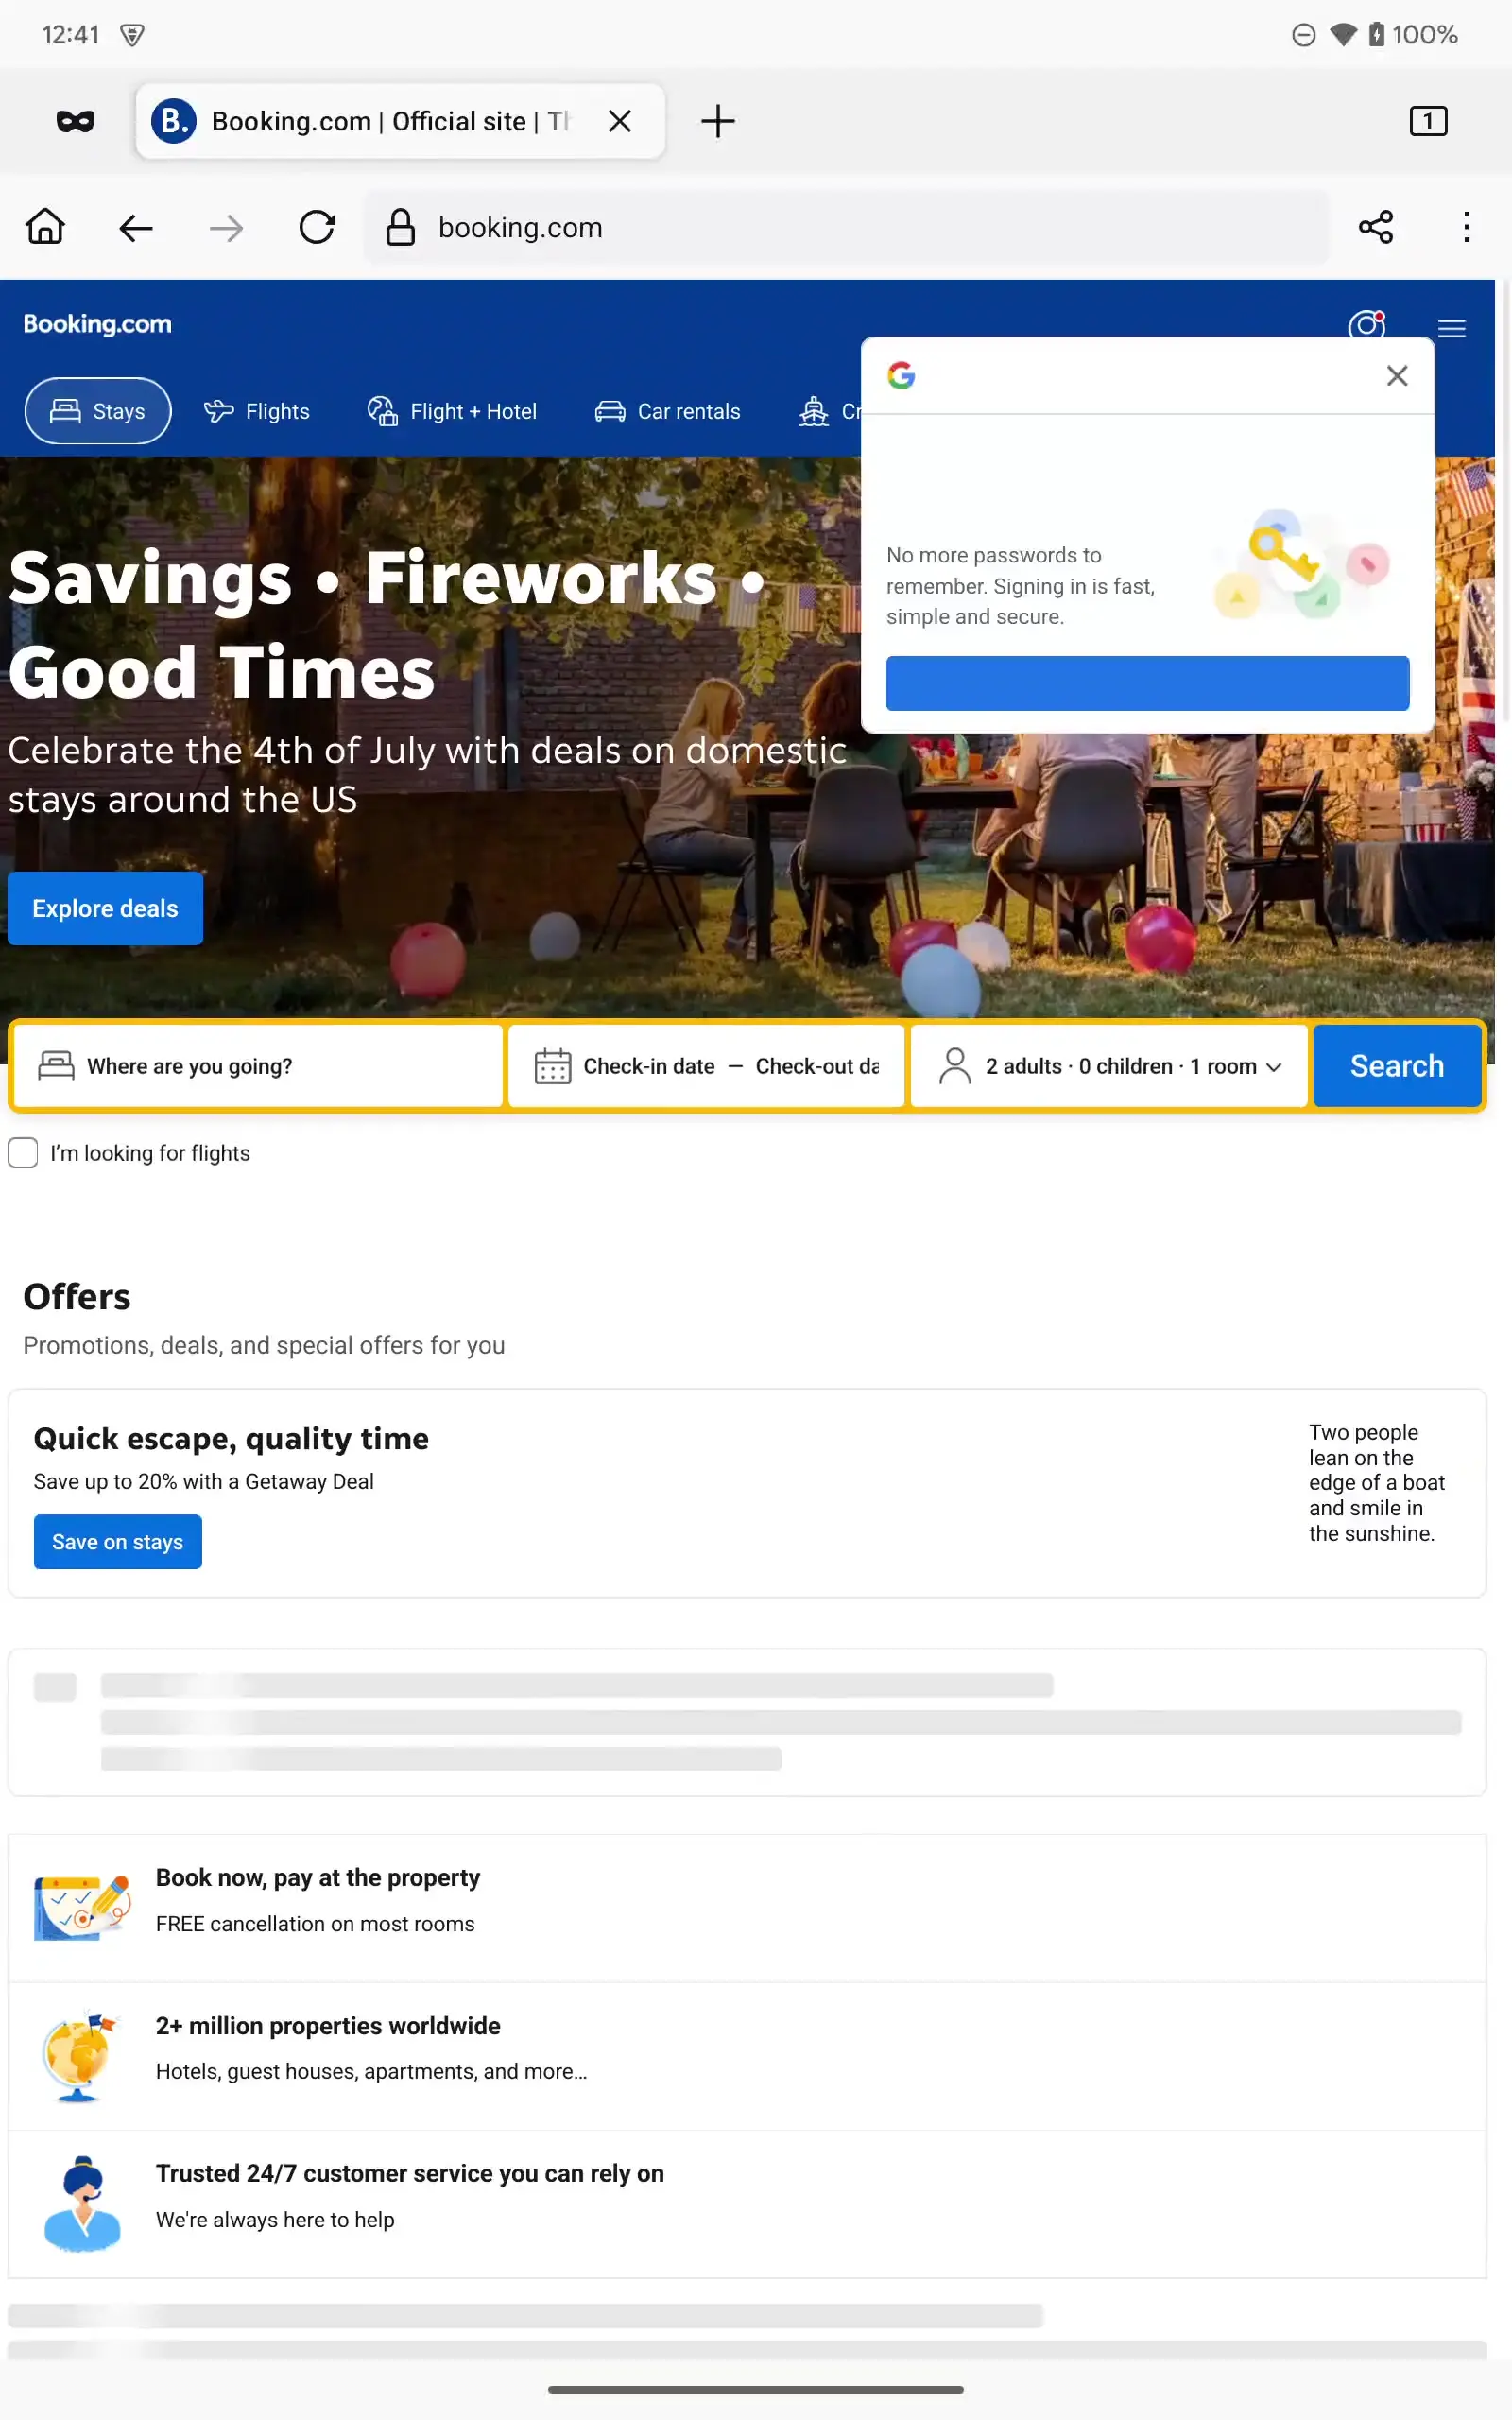 12:41
100%
B.
Booking.com | Official site | Th
1
booking.com
Booking.com
Stays
Flights
Flight + Hotel
Car rentals
Cr
No more passwords to
remember. Signing in is fast,
simple and secure.
Savings • Fireworks •
Good Times
Celebrate the 4th of July with deals on domestic
stays around the US
Explore deals
Where are you going?
Check-in date — Check-out da
2 adults · 0 children · 1 room
Search
I’m looking for flights
Offers
Promotions, deals, and special offers for you
Quick escape, quality time
Save up to 20% with a Getaway Deal
Save on stays
Two people
lean on the
edge of a boat
and smile in
the sunshine.
Book now, pay at the property
FREE cancellation on most rooms
2+ million properties worldwide
Hotels, guest houses, apartments, and more…
Trusted 24/7 customer service you can rely on
We're always here to help